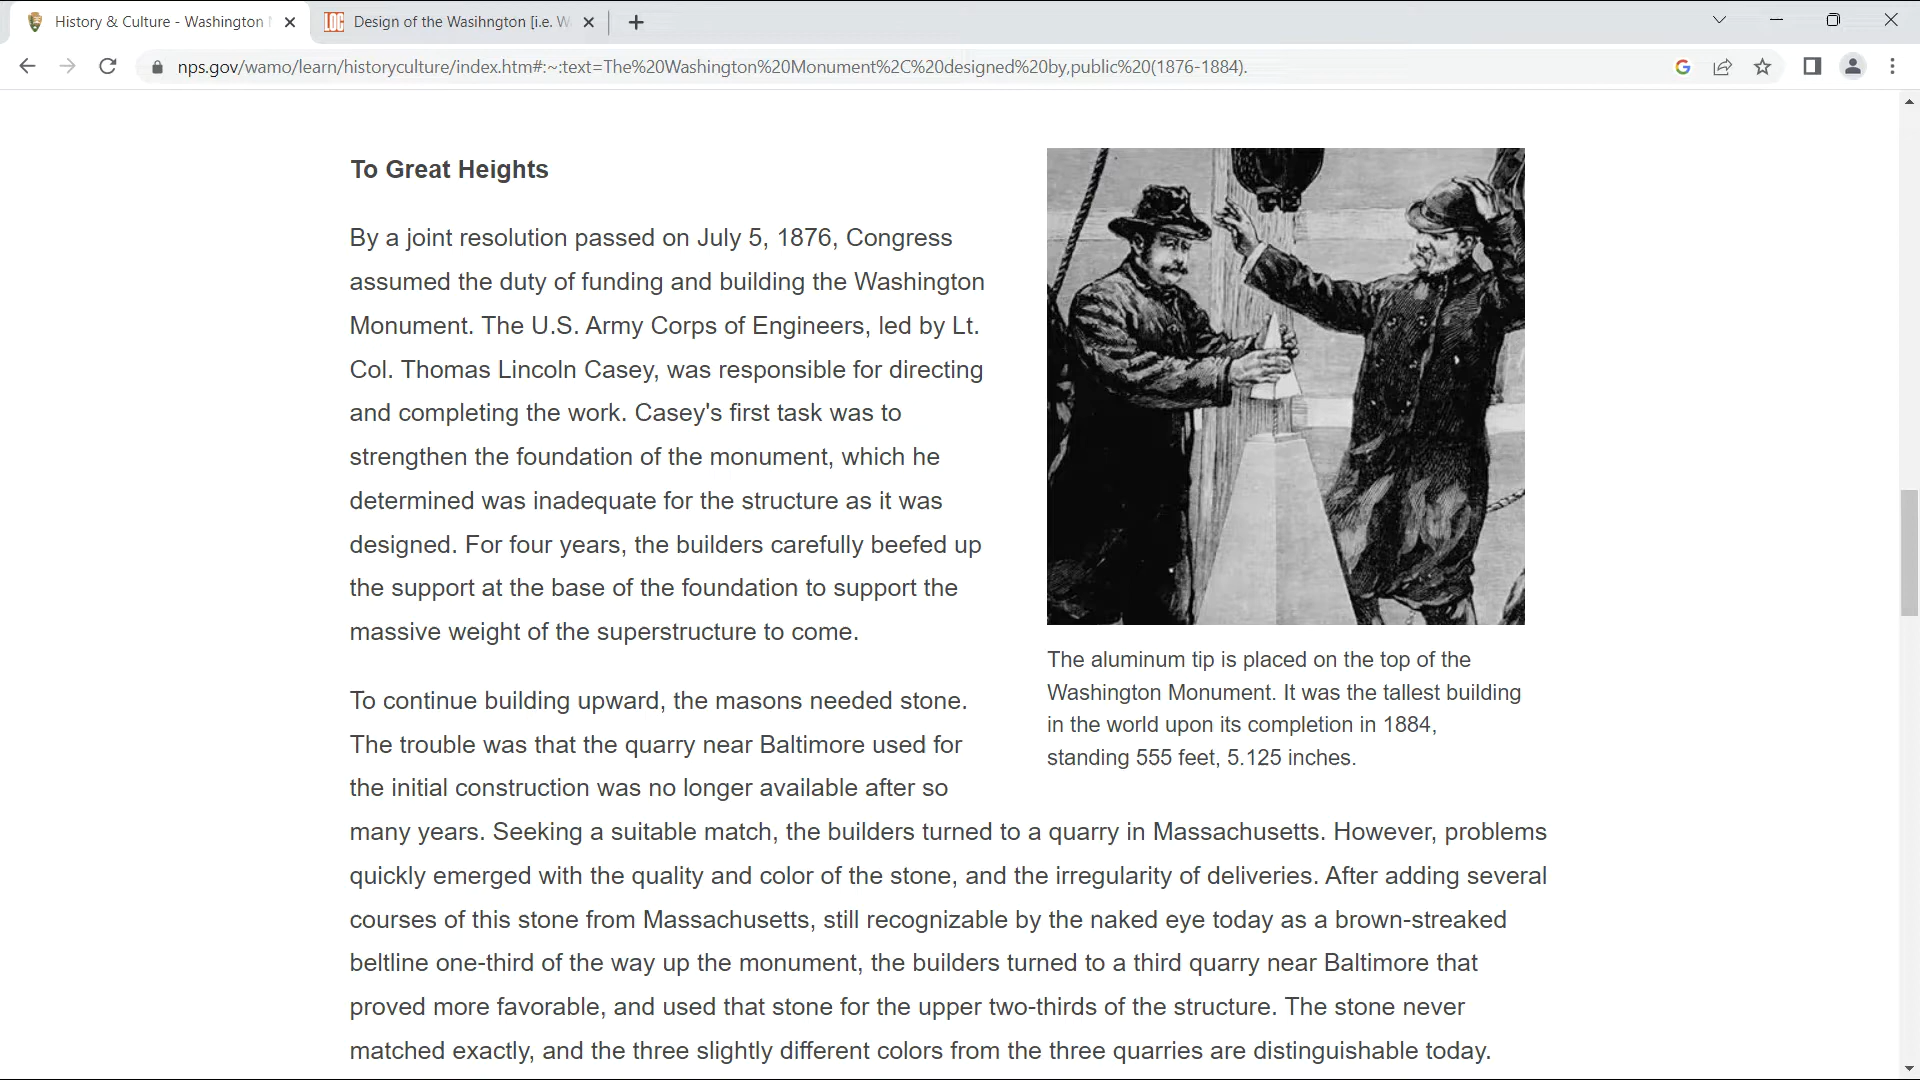 History & Culture - Washington
Design of the Wasihngton [i.e. W
nps.gov/wamo/learn/historyculture/index.htm#:~:text=The%20Washington%20Monument%2C%20designed%20by,public%20(1876-1884).
To Great Heights
By a joint resolution passed on July 5, 1876, Congress
assumed the duty of funding and building the Washington
Monument. The U.S. Army Corps of Engineers, led by Lt.
Col. Thomas Lincoln Casey, was responsible for directing
and completing the work. Casey's first task was to
strengthen the foundation of the monument, which he
determined was inadequate for the structure as it was
designed. For four years, the builders carefully beefed up
the support at the base of the foundation to support the
massive weight of the superstructure to come.
The aluminum tip is placed on the top of the
Washington Monument. It was the tallest building
in the world upon its completion in 1884,
standing 555 feet, 5.125 inches.
To continue building upward, the masons needed stone.
The trouble was that the quarry near Baltimore used for
the initial construction was no longer available after so
many years. Seeking a suitable match, the builders turned to a quarry in Massachusetts. However, problems
quickly emerged with the quality and color of the stone, and the irregularity of deliveries. After adding several
courses of this stone from Massachusetts, still recognizable by the naked eye today as a brown-streaked
beltline one-third of the way up the monument, the builders turned to a third quarry near Baltimore that
proved more favorable, and used that stone for the upper two-thirds of the structure. The stone never
matched exactly, and the three slightly different colors from the three quarries are distinguishable today.